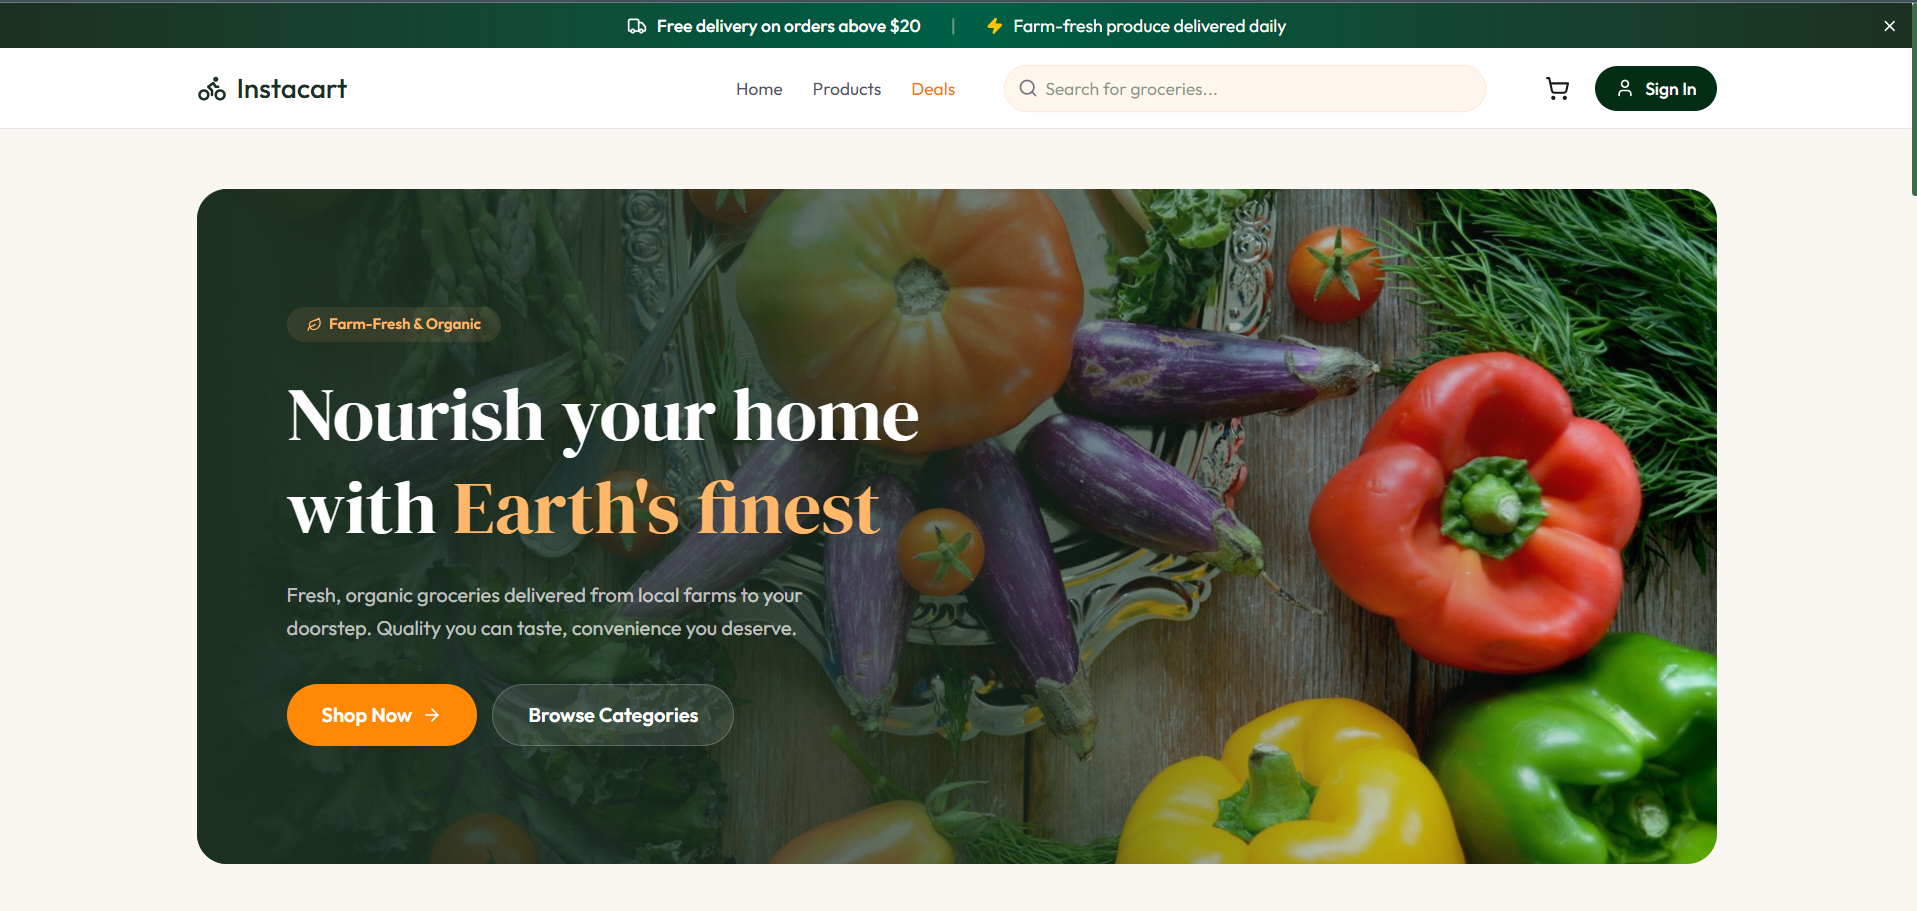 Free delivery on orders above $20 | Farm-fresh produce delivered daily
Instacart
Home Products Deals
Search for groceries...
Sign In
Farm-Fresh & Organic
Nourish your home
with Earth's finest
Fresh, organic groceries delivered from local farms to your
doorstep. Quality you can taste, convenience you deserve.
Shop Now
Browse Categories